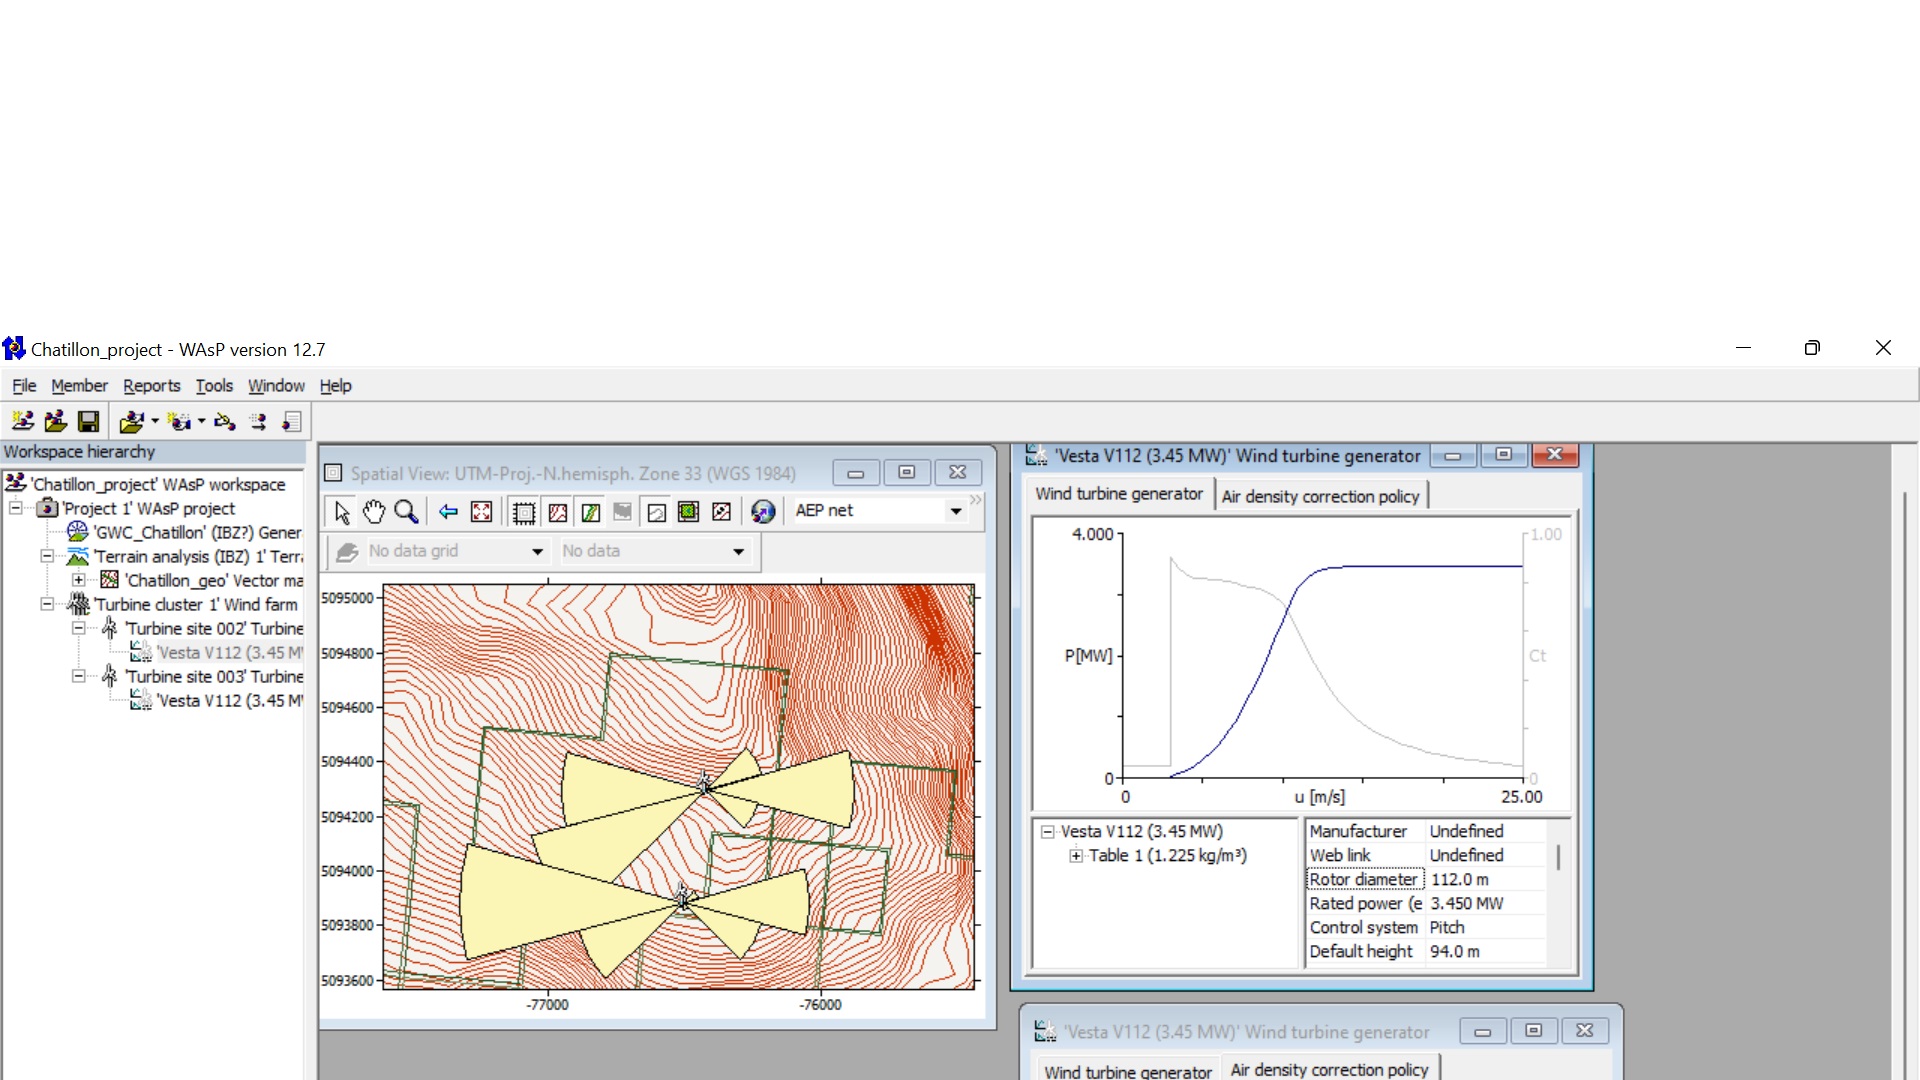 Chatillon_project - WAsP version 12.7
File Member Reports Tools Window Help
Workspace hierarchy
'Chatillon_project' WAsP workspace
'Project 1' WAsP project
'GWC_Chatillon' (IBZ?) Gener
'Terrain analysis (IBZ) 1' Terra
'Chatillon_geo' Vector ma
'Turbine cluster 1' Wind farm
'Turbine site 002' Turbine
'Vesta V112 (3.45 M
'Turbine site 003' Turbine
'Vesta V112 (3.45 M
Spatial View: UTM-Proj.-N.hemisph. Zone 33 (WGS 1984)
AEP net
No data grid
No data
5095000
5094800
5094600
5094400
5094200
5094000
5093800
5093600
-77000
-76000
'Vesta V112 (3.45 MW)' Wind turbine generator
Wind turbine generator
Air density correction policy
4.000
P[MW]
0
0
u [m/s]
25.00
1.00
Ct
0
Vesta V112 (3.45 MW)
Table 1 (1.225 kg/m³)
Manufacturer Undefined
Web link Undefined
Rotor diameter 112.0 m
Rated power (e 3.450 MW
Control system Pitch
Default height 94.0 m
'Vesta V112 (3.45 MW)' Wind turbine generator
Wind turbine generator
Air density correction policy